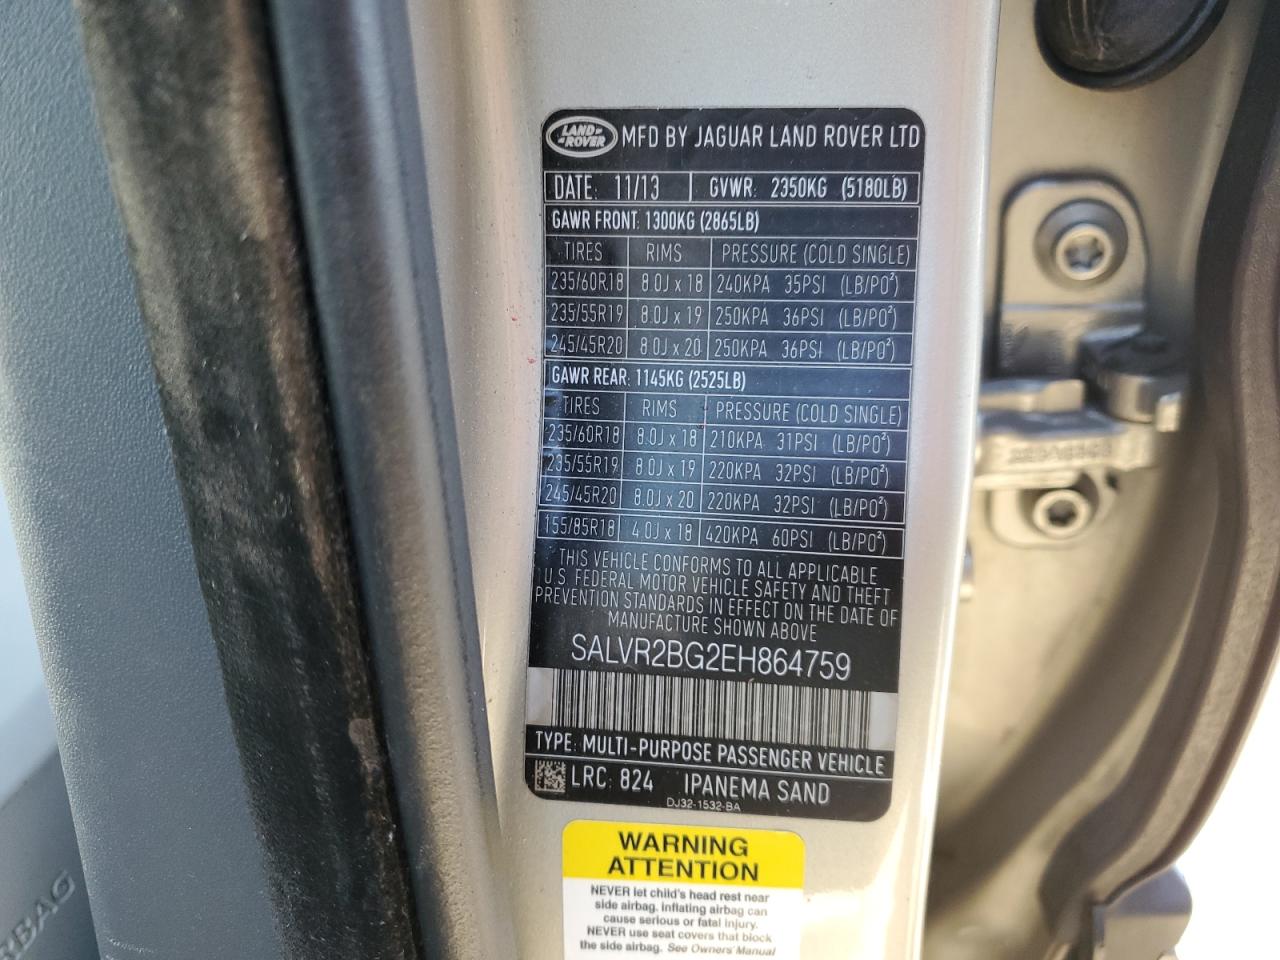 LAND-
-ROVER
MFD BY JAGUAR LAND ROVER LTD
DATE: 11/13 GVWR: 2350KG (5180LB)
GAWR FRONT: 1300KG (2865LB)
TIRES RIMS PRESSURE (COLD SINGLE)
235/60R18 8.0J x 18 240KPA 35PSI (LB/PO²)
235/55R19 8.0J x 19 250KPA 36PSI (LB/PO²)
245/45R20 8.0J x 20 250KPA 36PSI (LB/PO²)
GAWR REAR: 1145KG (2525LB)
TIRES RIMS PRESSURE (COLD SINGLE)
235/60R18 8.0J x 18 210KPA 31PSI (LB/PO²)
235/55R19 8.0J x 19 220KPA 32PSI (LB/PO²)
245/45R20 8.0J x 20 220KPA 32PSI (LB/PO²)
155/85R18 4.0J x 18 420KPA 60PSI (LB/PO²)
THIS VEHICLE CONFORMS TO ALL APPLICABLE
U.S. FEDERAL MOTOR VEHICLE SAFETY AND THEFT
PREVENTION STANDARDS IN EFFECT ON THE DATE OF
MANUFACTURE SHOWN ABOVE
SALVR2BG2EH864759
TYPE: MULTI-PURPOSE PASSENGER VEHICLE
LRC: 824 IPANEMA SAND
DJ32-1532-BA
WARNING
ATTENTION
NEVER let child's head rest near
side airbag. Inflating airbag can
cause serious or fatal injury.
NEVER use seat covers that block
the side airbag. See Owners' Manual